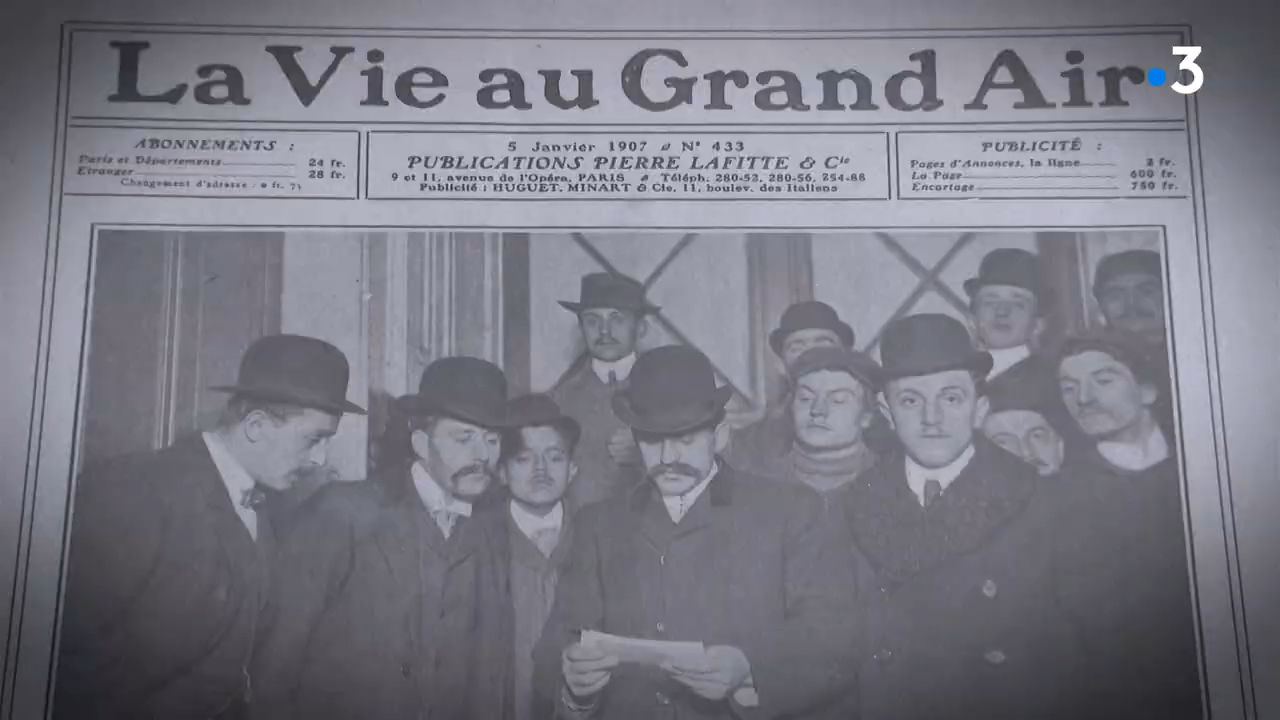 La Vie au Grand Air
.3
ABONNEMENTS :
Paris et Départements 24 fr.
Etranger 28 fr.
Changement d'adresse : 0 fr.
5 Janvier 1907 N° 433
PUBLICATIONS PIERRE LAFITTE & Cie
9 et 11, avenue de l'Opéra, PARIS Téléph. 280-52, 280-56, 254-88
Publicité : HUGUET, MINART & Cie, 11, boulev. des Italiens
PUBLICITÉ :
Pages d'Annonces, la ligne 2 fr.
La Page 600 fr.
Encartage 750 fr.